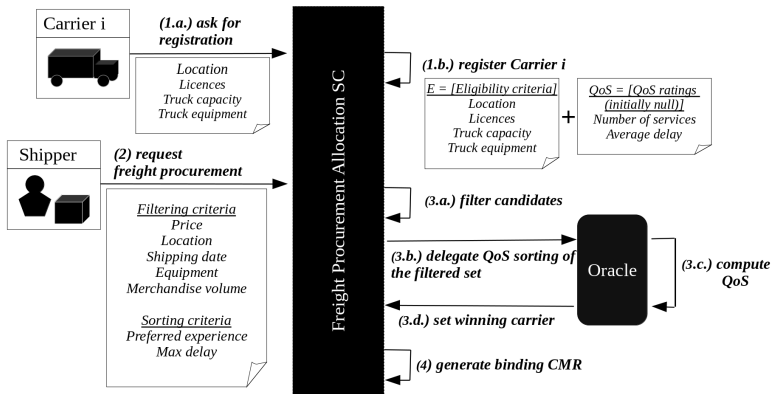 Carrier i
(1.a.) ask for
registration
Location
Licences
Truck capacity
Truck equipment
Shipper
(2) request
freight procurement
Filtering criteria
Price
Location
Shipping date
Equipment
Merchandise volume
Sorting criteria
Preferred experience
Max delay
Freight Procurement Allocation SC
(1.b.) register Carrier i
E = [Eligibility criteria]
Location
Licences
Truck capacity
Truck equipment
+
QoS = [QoS ratings
(initially null)]
Number of services
Average delay
(3.a.) filter candidates
(3.b.) delegate QoS sorting of
the filtered set
Oracle
(3.c.) compute
QoS
(3.d.) set winning carrier
(4) generate binding CMR